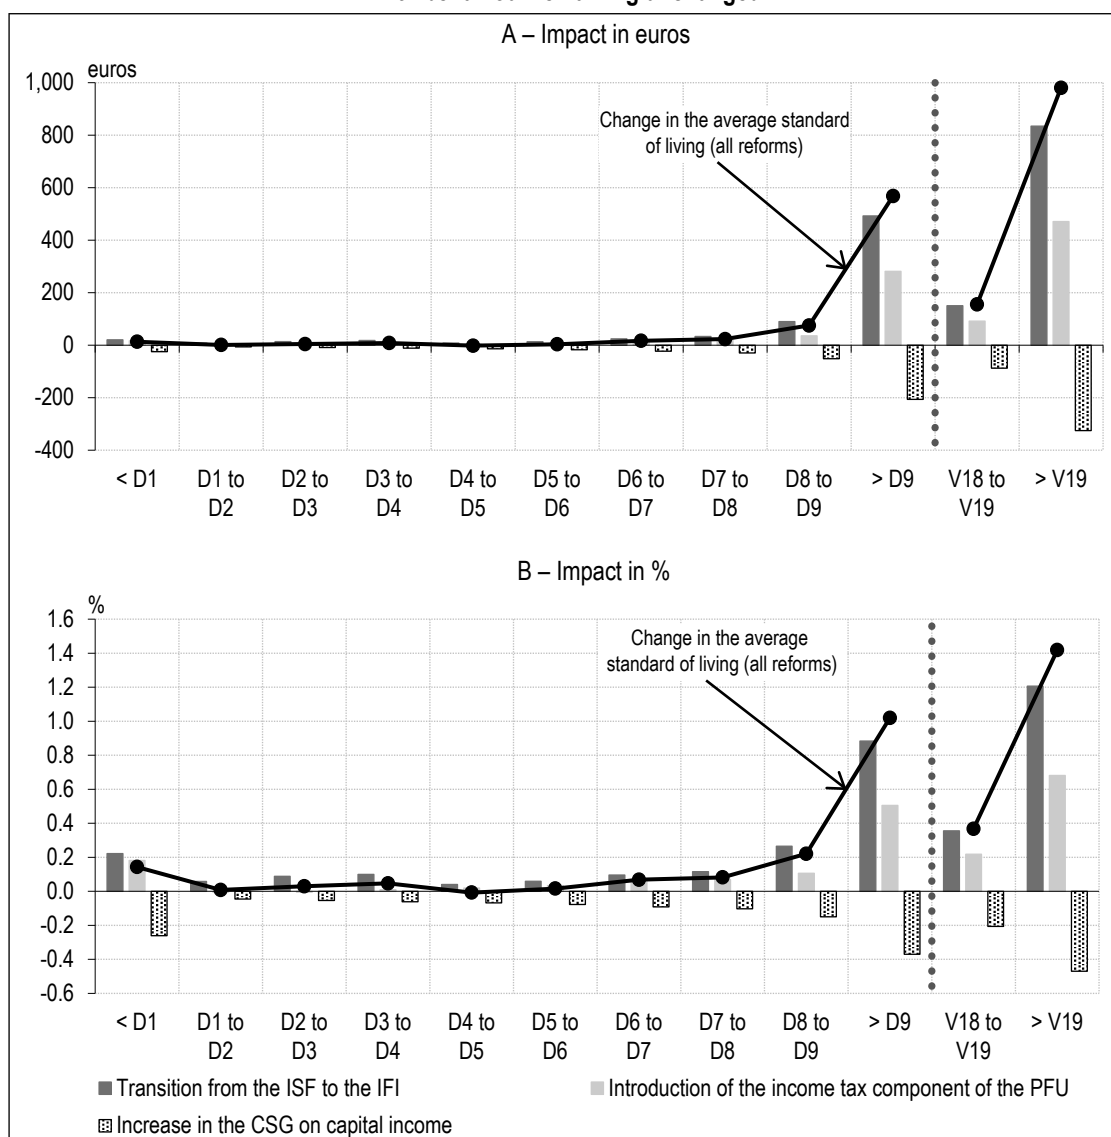 A – Impact in euros
euros
1,000
800
600
400
200
0
-200
-400
Change in the average standard
of living (all reforms)
< D1
D1 to
D2
D2 to
D3
D3 to
D4
D4 to
D5
D5 to
D6
D6 to
D7
D7 to
D8
D8 to
D9
> D9
V18 to
V19
> V19
B – Impact in %
%
1.6
1.4
1.2
1.0
0.8
0.6
0.4
0.2
0.0
-0.2
-0.4
-0.6
Change in the average
standard of living (all reforms)
< D1
D1 to
D2
D2 to
D3
D3 to
D4
D4 to
D5
D5 to
D6
D6 to
D7
D7 to
D8
D8 to
D9
> D9
V18 to
V19
> V19
Transition from the ISF to the IFI
Introduction of the income tax component of the PFU
Increase in the CSG on capital income